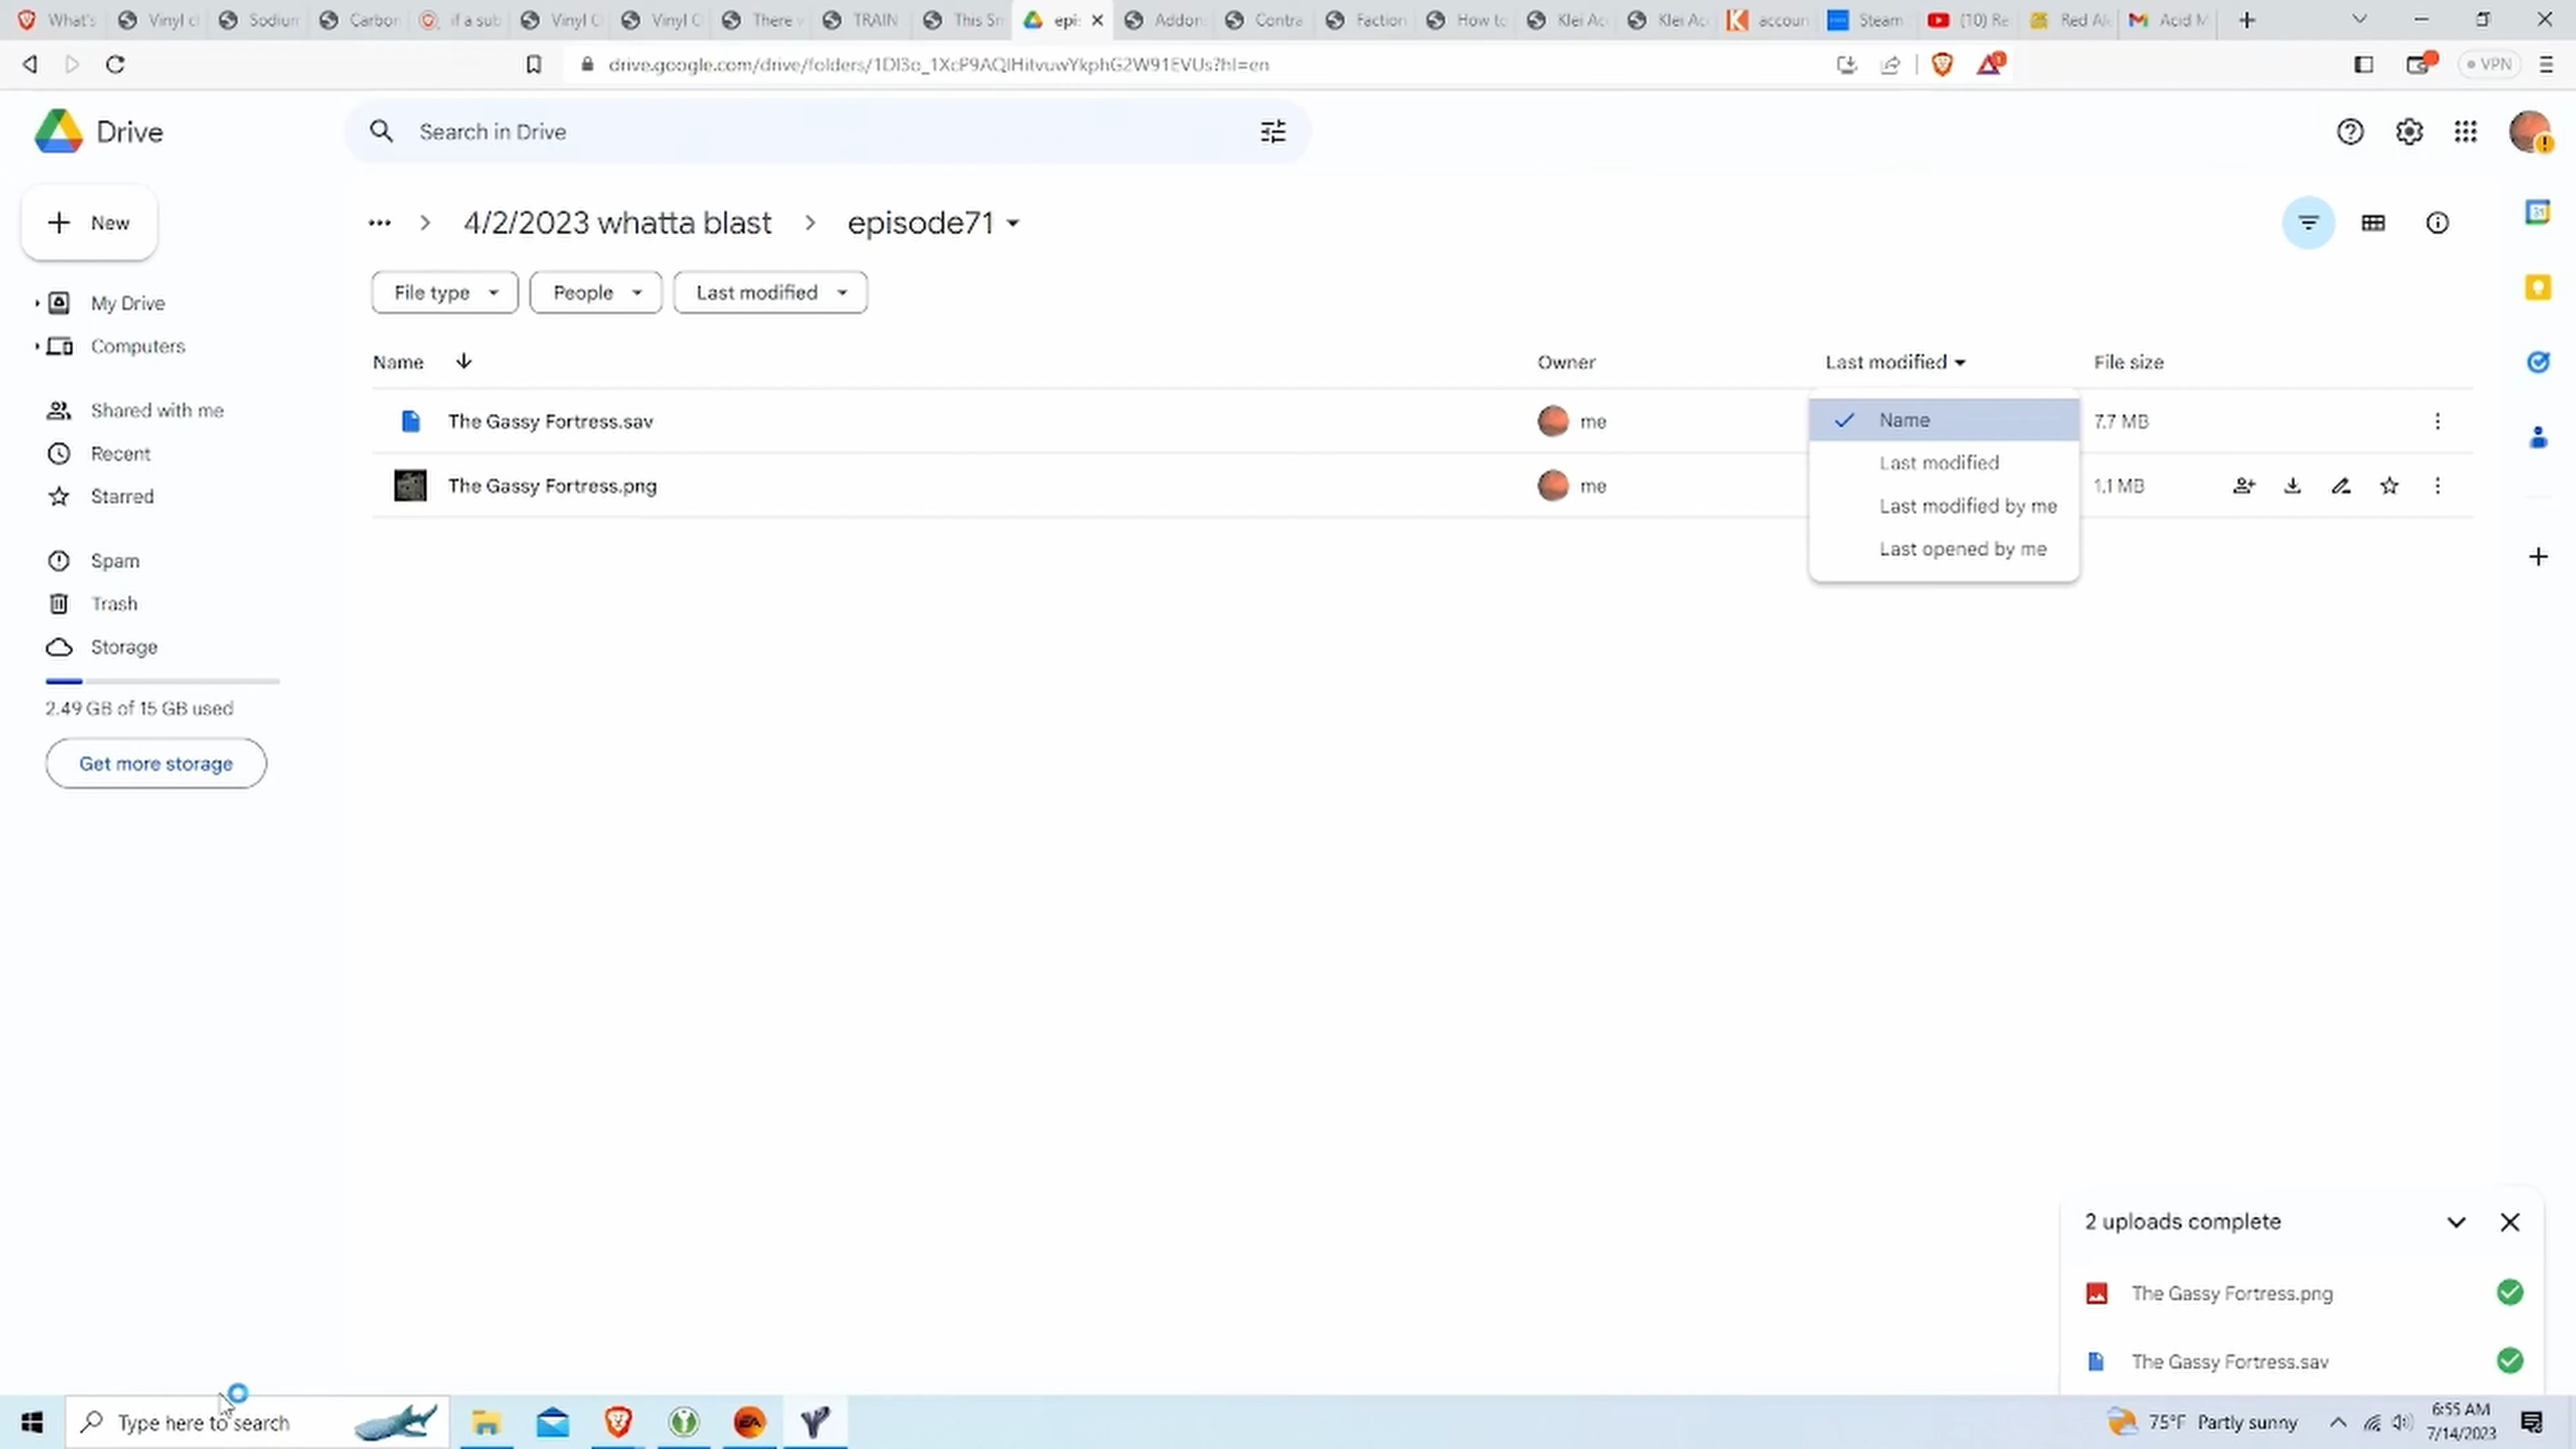 What's
Vinyl cl
Sodium
Carbon
if a sub
Vinyl C
Vinyl C
There v
TRAIN
This Sn
epi:
Addon
Contra
Faction
How to
Klei Ac
Klei Ac
accoun
Steam
(10) Re
Red Al
Acid M
drive.google.com/drive/folders/1DI3o_1XcP9AQIHitvuwYkphG2W91EVUs?hl=en
VPN
Drive
Search in Drive
New
... > 4/2/2023 whatta blast > episode71
File type
People
Last modified
My Drive
Computers
Shared with me
Recent
Starred
Spam
Trash
Storage
2.49 GB of 15 GB used
Get more storage
Name Owner Last modified File size
The Gassy Fortress.sav me 7.7 MB
The Gassy Fortress.png me 1.1 MB
Name
Last modified
Last modified by me
Last opened by me
31
2 uploads complete
The Gassy Fortress.png
The Gassy Fortress.sav
Type here to search
EA
75°F Partly sunny
6:55 AM
7/14/2023